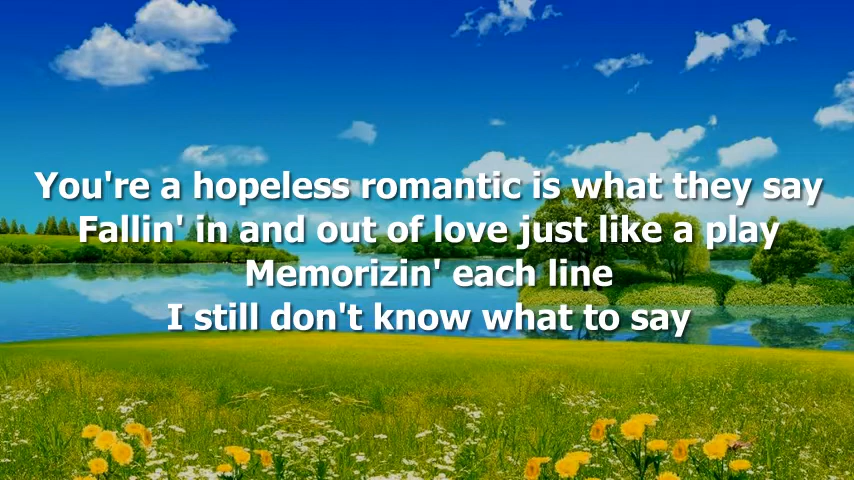 You're a hopeless romantic is what they say
Fallin' in and out of love just like a play
Memorizin' each line
I still don't know what to say